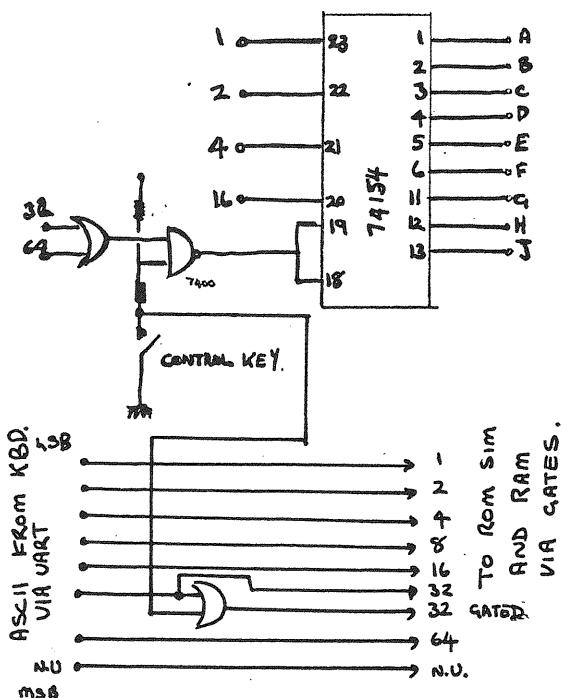 1 23 1 A
2 B
2 22 3 C
4 D
4 21 5 E
6 F
16 20 11 G
19 12 H
13 J
18
74154
32
64
7400
CONTROL KEY.
ASCII FROM KBD.
VIA UART
LSB
1
2
4
8
16
32
32 GATED.
64
N.U N.U.
MSB
TO ROM SIM
AND RAM
VIA GATES.